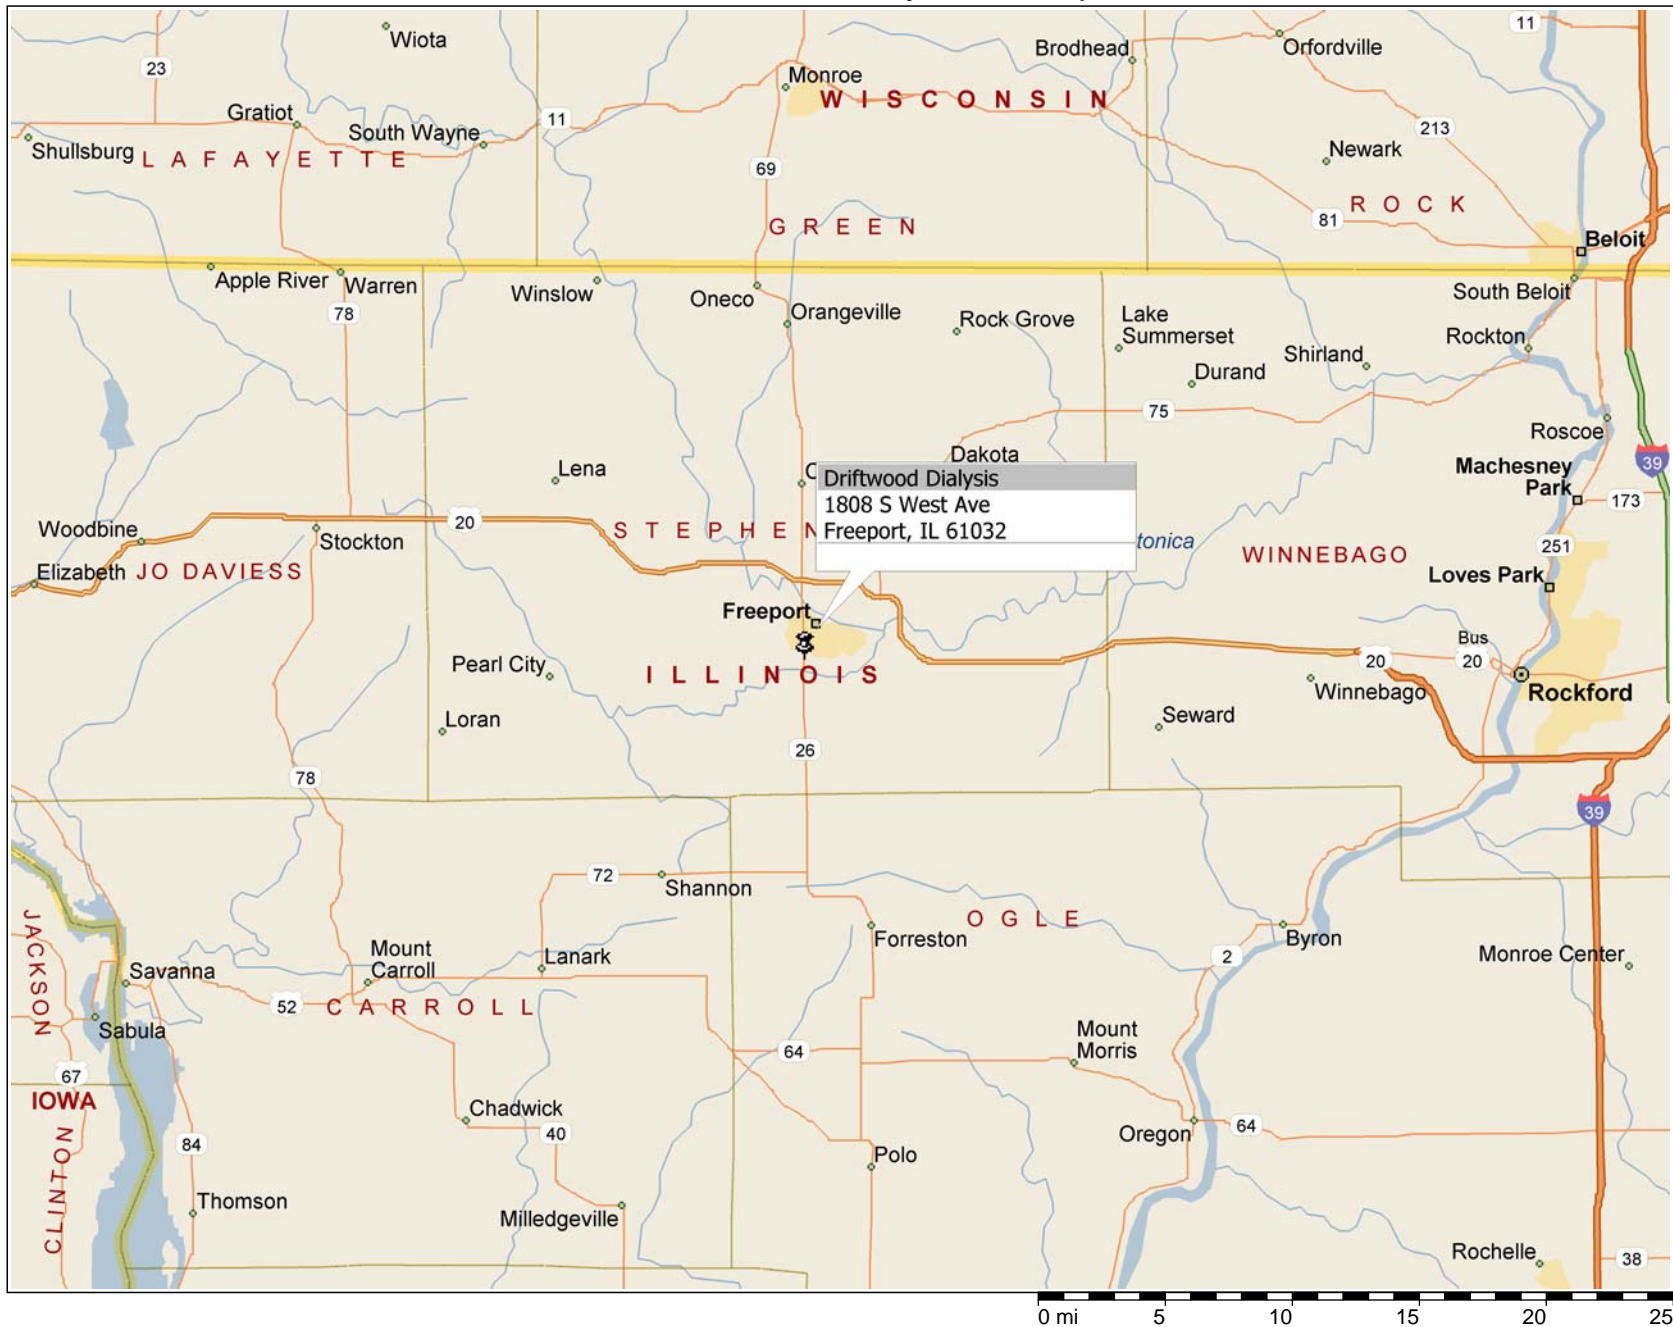 11
Wiota
Brodhead
Orfordville
23
Monroe
WISCONSIN
Gratiot
11
South Wayne
213
Shullsburg
LAFAYETTE
Newark
69
ROCK
81
GREEN
Beloit
Apple River
Warren
Winslow
Oneco
South Beloit
78
Orangeville
Rock Grove
Lake
Summerset
Rockton
Shirland
Durand
75
Roscoe
Dakota
Lena
Machesney
Park
39
C
Driftwood Dialysis
1808 S West Ave
Freeport, IL 61032
173
Woodbine
20
Stockton
STEPHEN
tonica
WINNEBAGO
251
Elizabeth
JO DAVIESS
Loves Park
Freeport
Bus
20
20
Pearl City
ILLINOIS
Winnebago
Rockford
Loran
Seward
26
78
39
72
Shannon
OGLE
JACKSON
Forreston
Byron
Mount
Carroll
Lanark
2
Monroe Center
Savanna
52
CARROLL
Sabula
Mount
Morris
64
67
IOWA
Chadwick
40
Oregon
64
84
CLINTON
Polo
Thomson
Milledgeville
Rochelle
38
0 mi 5 10 15 20 25